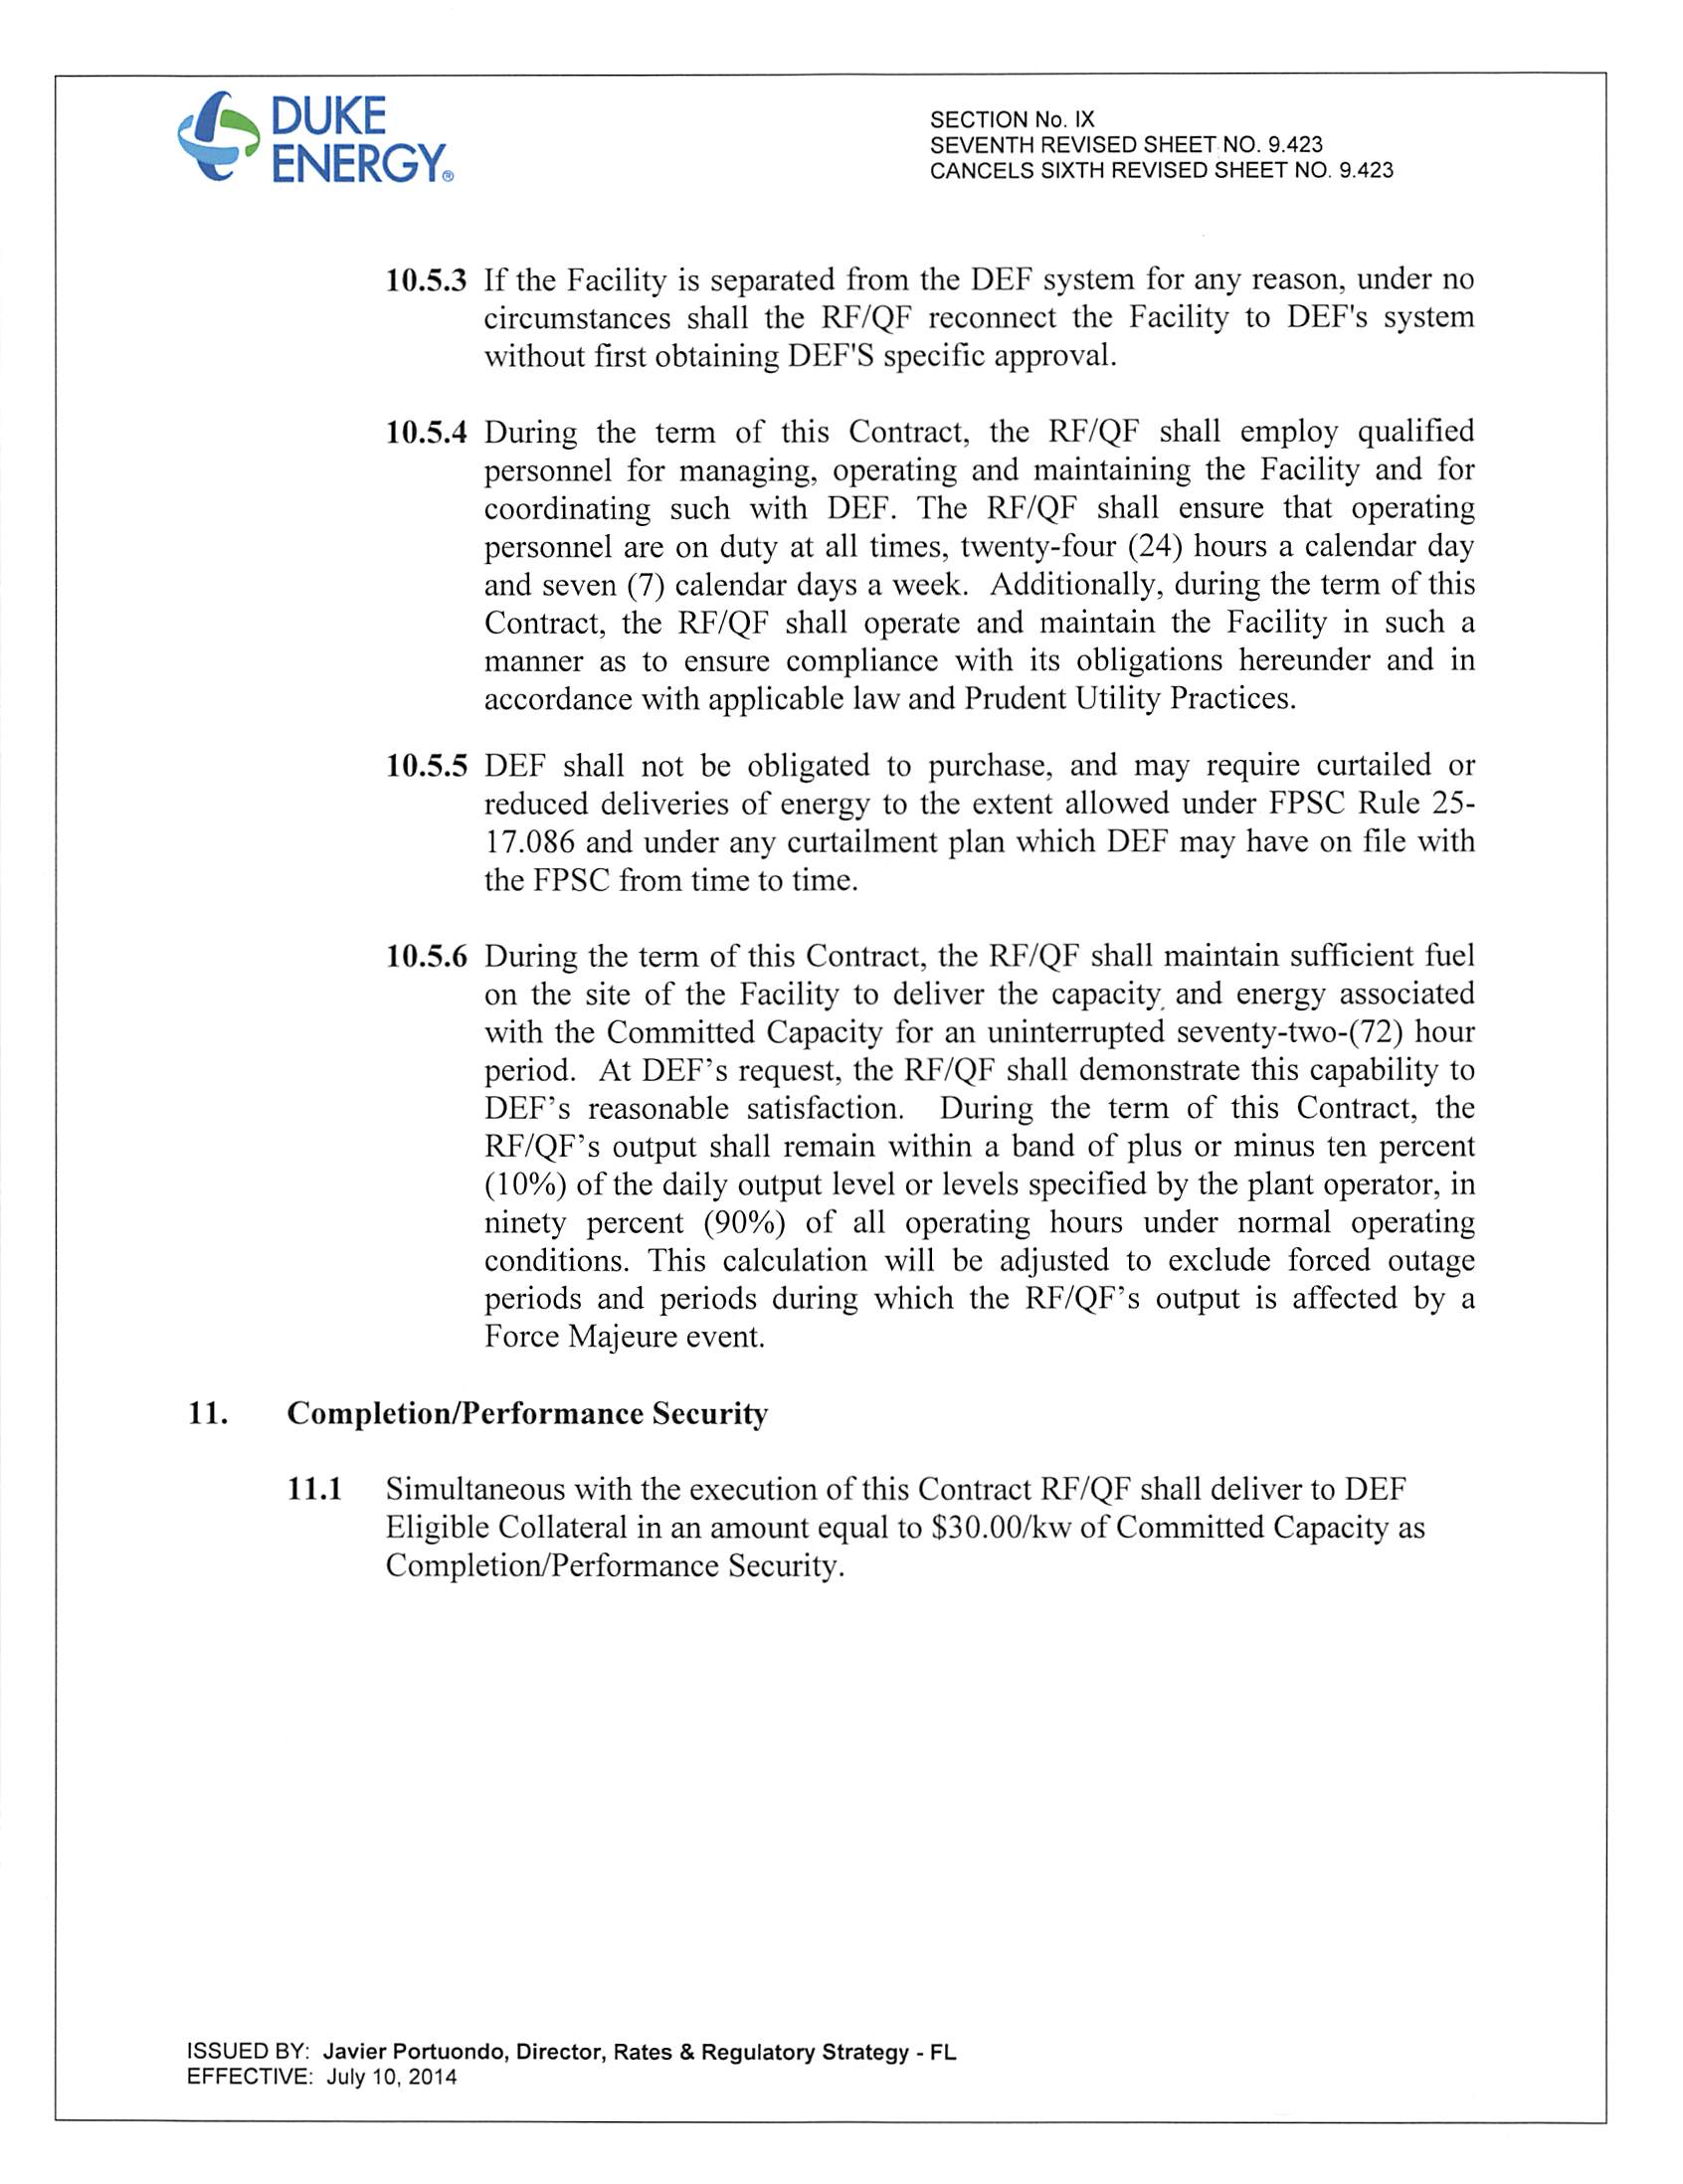 DUKE
ENERGY®
SECTION No. IX
SEVENTH REVISED SHEET NO. 9.423
CANCELS SIXTH REVISED SHEET NO. 9.423
10.5.3 If the Facility is separated from the DEF system for any reason, under no
circumstances shall the RF/QF reconnect the Facility to DEF's system
without first obtaining DEF'S specific approval.
10.5.4 During the term of this Contract, the RF/QF shall employ qualified
personnel for managing, operating and maintaining the Facility and for
coordinating such with DEF. The RF/QF shall ensure that operating
personnel are on duty at all times, twenty-four (24) hours a calendar day
and seven (7) calendar days a week. Additionally, during the term of this
Contract, the RF/QF shall operate and maintain the Facility in such a
manner as to ensure compliance with its obligations hereunder and in
accordance with applicable law and Prudent Utility Practices.
10.5.5 DEF shall not be obligated to purchase, and may require curtailed or
reduced deliveries of energy to the extent allowed under FPSC Rule 25-
17.086 and under any curtailment plan which DEF may have on file with
the FPSC from time to time.
10.5.6 During the term of this Contract, the RF/QF shall maintain sufficient fuel
on the site of the Facility to deliver the capacity and energy associated
with the Committed Capacity for an uninterrupted seventy-two-(72) hour
period. At DEF’s request, the RF/QF shall demonstrate this capability to
DEF’s reasonable satisfaction. During the term of this Contract, the
RF/QF’s output shall remain within a band of plus or minus ten percent
(10%) of the daily output level or levels specified by the plant operator, in
ninety percent (90%) of all operating hours under normal operating
conditions. This calculation will be adjusted to exclude forced outage
periods and periods during which the RF/QF’s output is affected by a
Force Majeure event.
11. Completion/Performance Security
11.1 Simultaneous with the execution of this Contract RF/QF shall deliver to DEF
Eligible Collateral in an amount equal to $30.00/kw of Committed Capacity as
Completion/Performance Security.
ISSUED BY: Javier Portuondo, Director, Rates & Regulatory Strategy - FL
EFFECTIVE: July 10, 2014